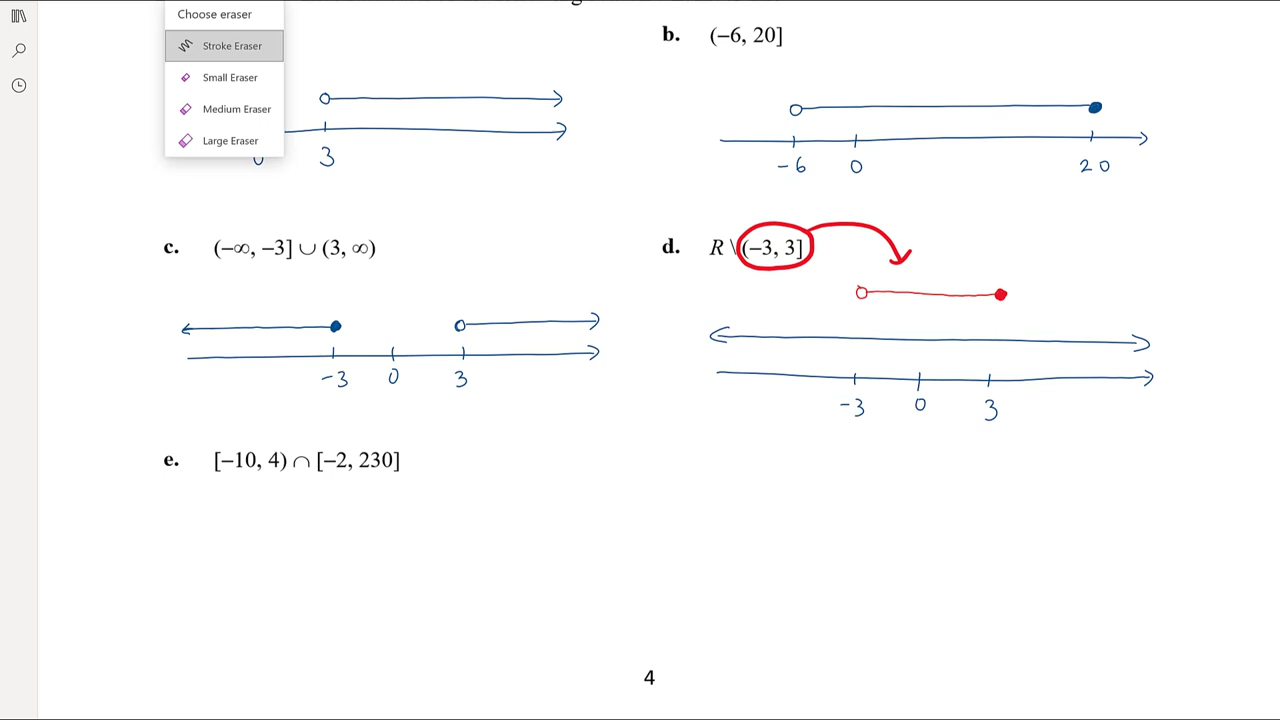 Choose eraser
Stroke Eraser
Small Eraser
Medium Eraser
Large Eraser
3
b. (−6, 20]
−6 0 20
c. (−∞, −3] ∪ (3, ∞)
−3 0 3
d. R \ (−3, 3]
−3 0 3
e. [−10, 4) ∩ [−2, 230]
4